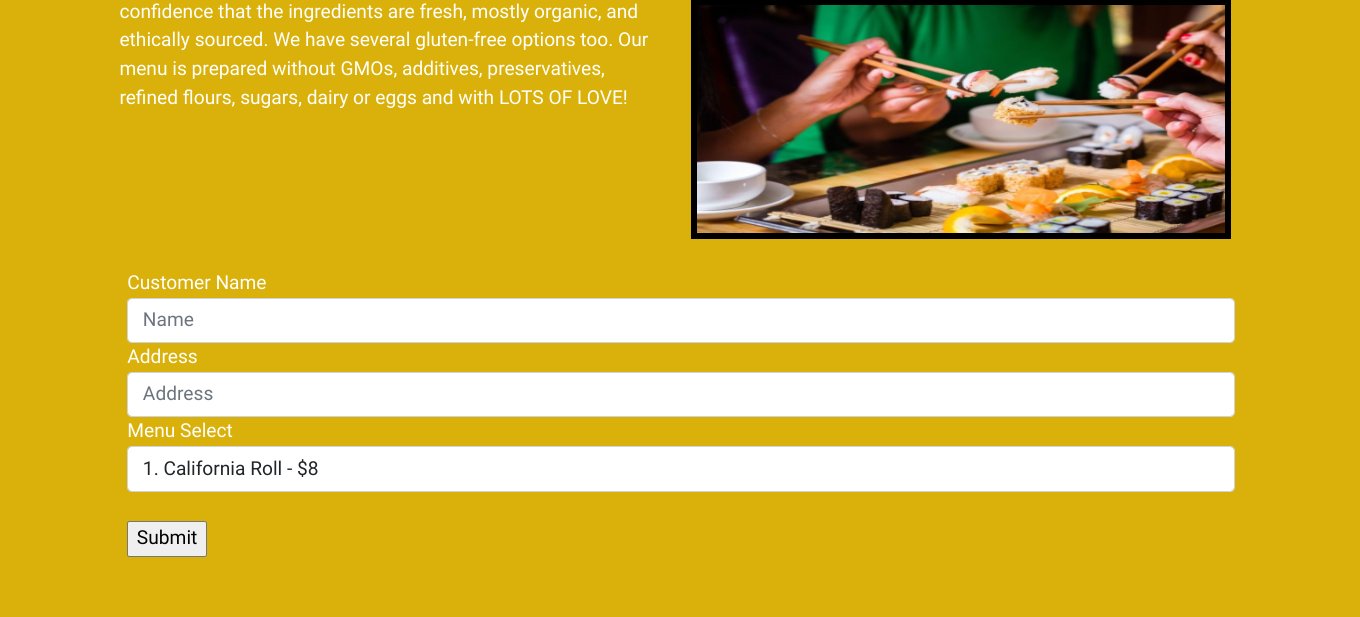 confidence that the ingredients are fresh, mostly organic, and
ethically sourced. We have several gluten-free options too. Our
menu is prepared without GMOs, additives, preservatives,
refined flours, sugars, dairy or eggs and with LOTS OF LOVE!
Customer Name
Name
Address
Address
Menu Select
1. California Roll - $8
Submit